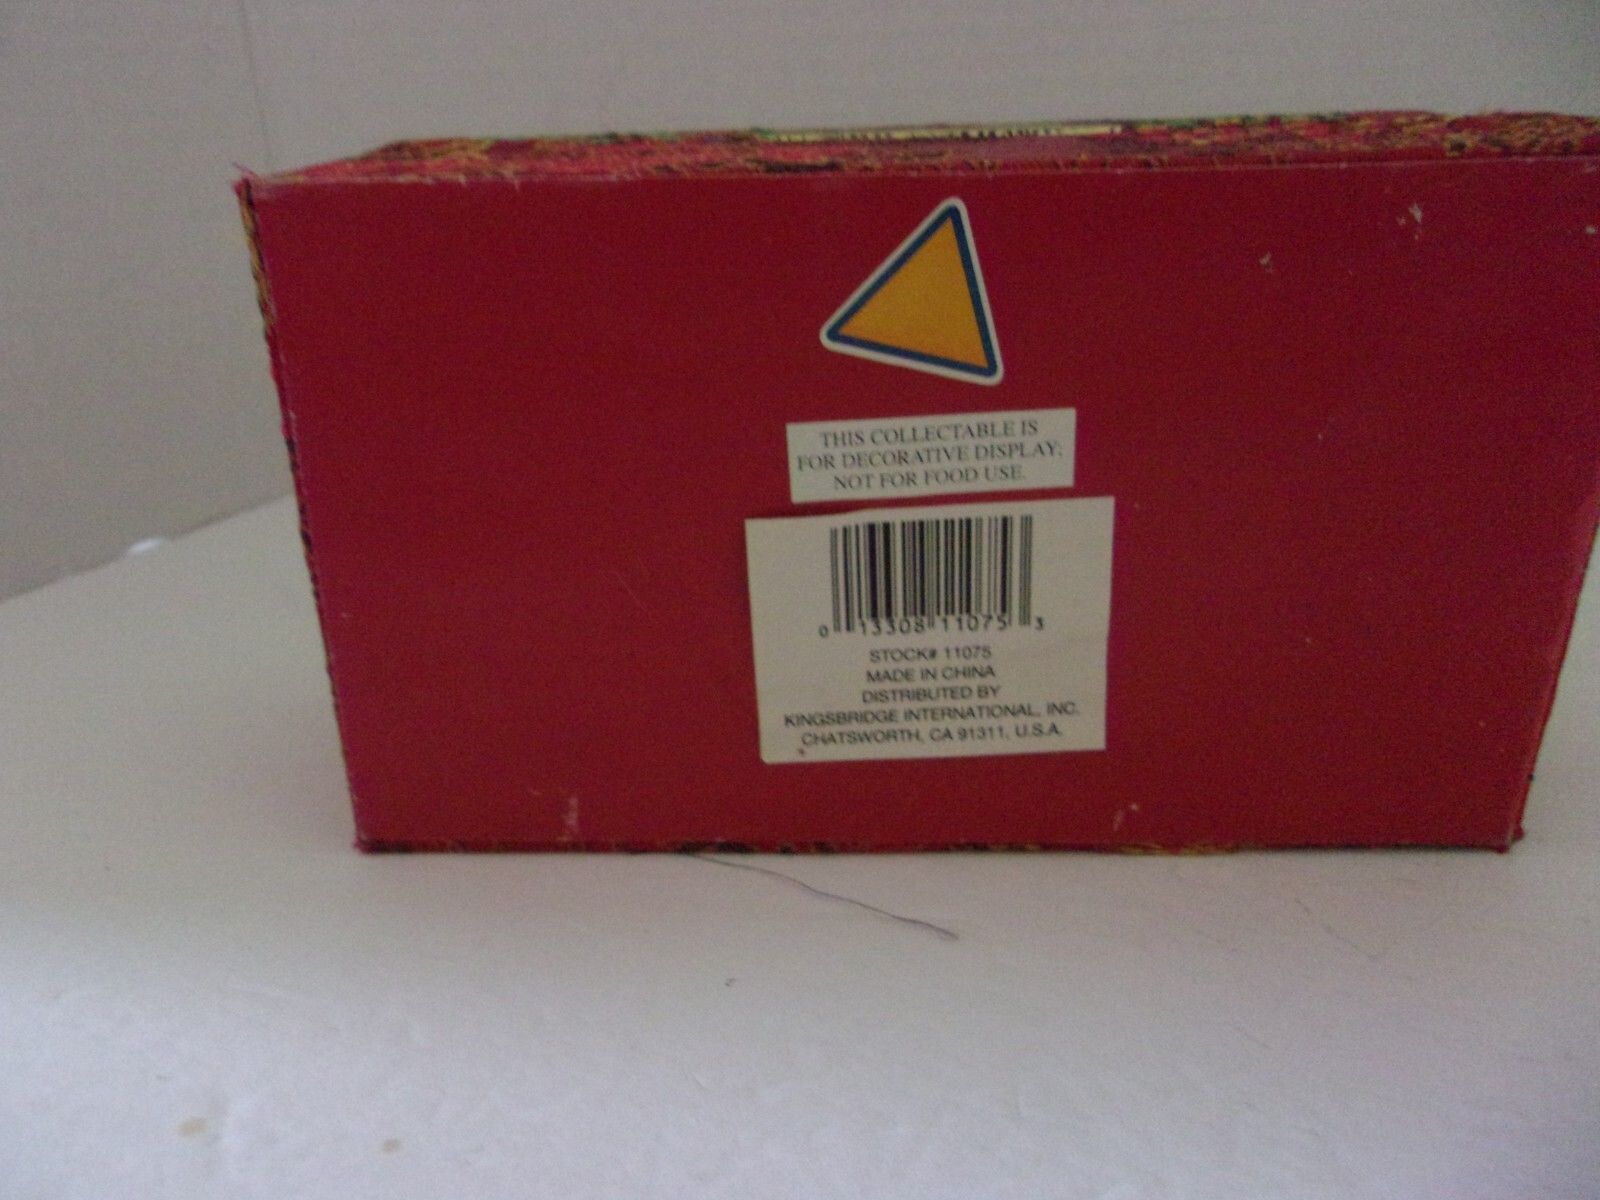 THIS COLLECTABLE IS
FOR DECORATIVE DISPLAY;
NOT FOR FOOD USE.
0 13308 11075 3
STOCK# 11075
MADE IN CHINA
DISTRIBUTED BY
KINGSBRIDGE INTERNATIONAL, INC.
CHATSWORTH, CA 91311, U.S.A.